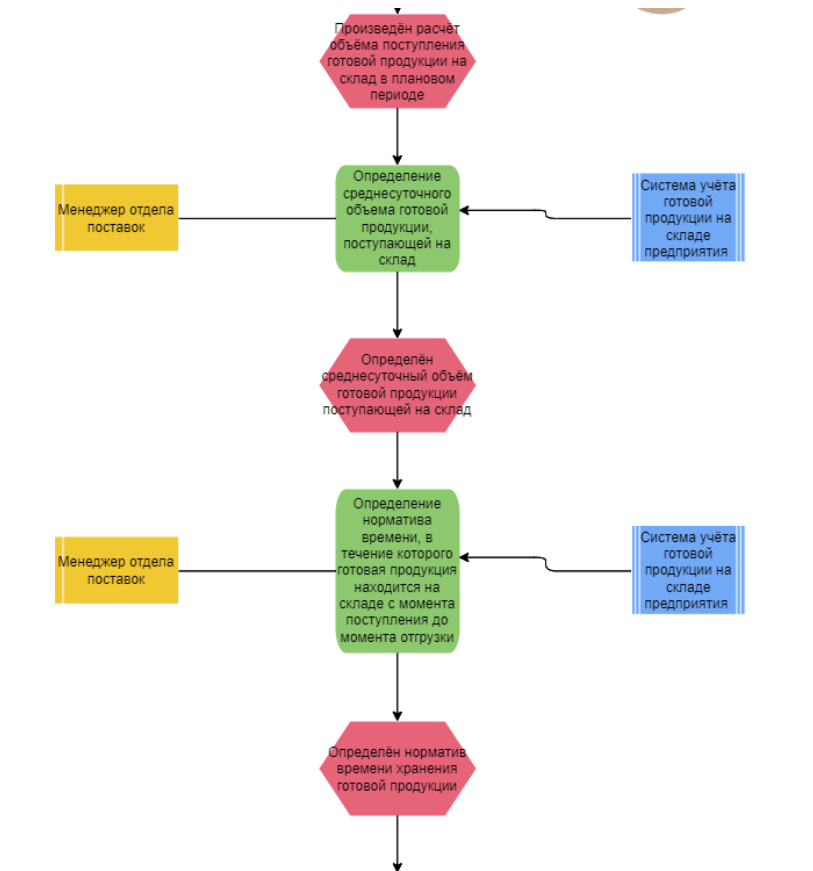 Произведён расчёт
объёма поступления
готовой продукции на
склад в плановом
периоде
Менеджер отдела
поставок
Определение
среднесуточного
объема готовой
продукции,
поступающей на
склад
Система учёта
готовой
продукции на
складе
предприятия
Определён
среднесуточный объём
готовой продукции
поступающей на склад
Менеджер отдела
поставок
Определение
норматива
времени, в
течение которого
готовая продукция
находится на
складе с момента
поступления до
момента отгрузки
Система учёта
готовой
продукции на
складе
предприятия
Определён норматив
времени хранения
готовой продукции